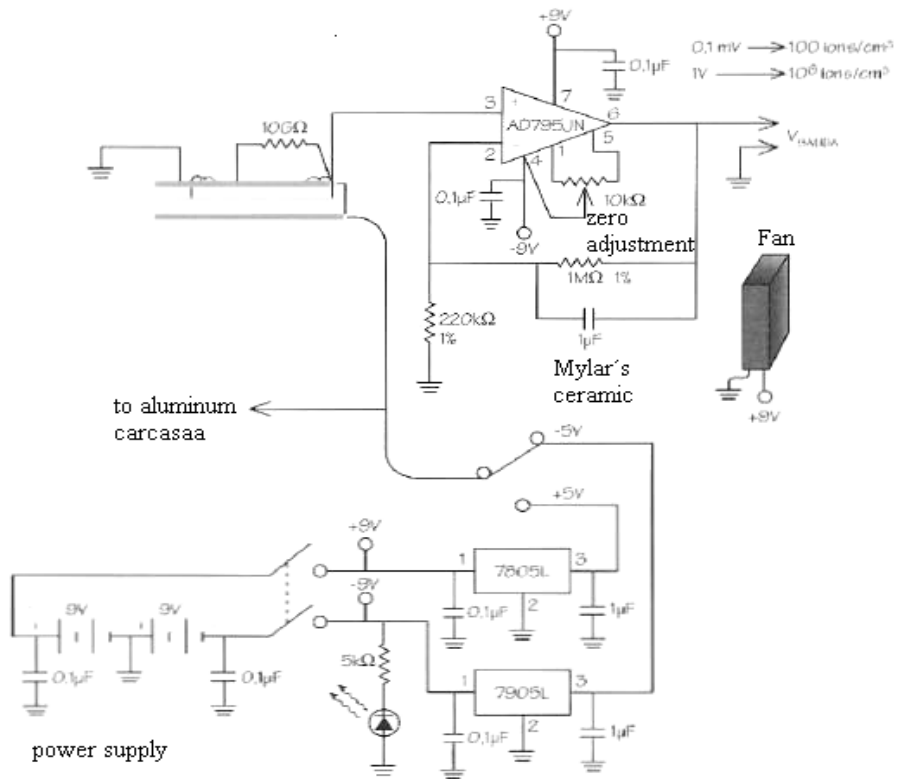 +9V
0,1 mV → 100 ions/cm³
0,1µF
1V → 10⁶ ions/cm³
7
3
+
6
10GΩ
AD795JN
5
2
-
4
1
V
0,1µF
10kΩ
zero
adjustment
-9V
Fan
1MΩ 1%
220kΩ
1%
1µF
Mylar´s
ceramic
+9V
to aluminum
carcasaa
-5V
+5V
+9V
1
7805L
3
-9V
2
9V
9V
0,1µF
1µF
5kΩ
1
7905L
3
0,1µF
0,1µF
2
0,1µF
1µF
power supply